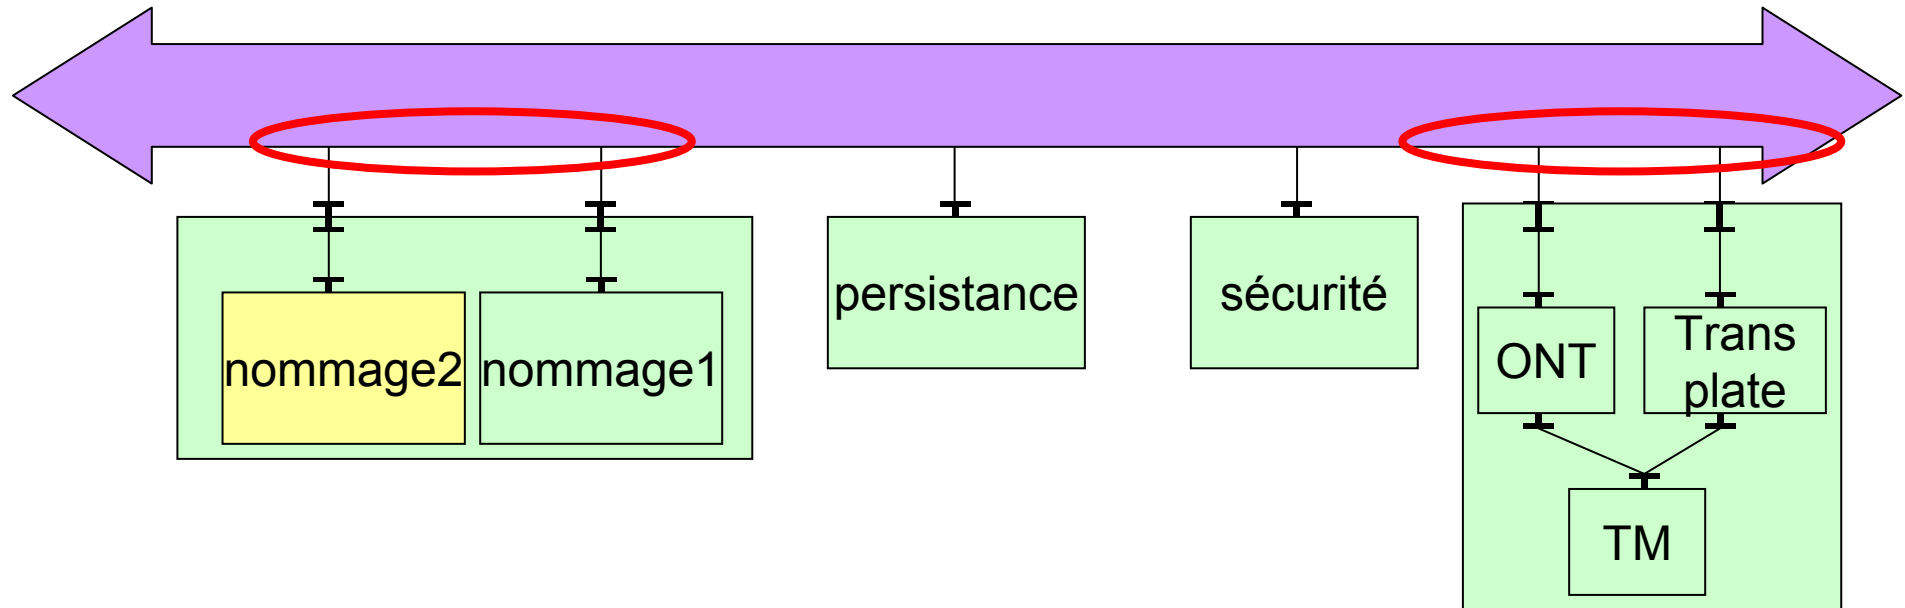 nommage2
nommage1
persistance
sécurité
ONT
Trans
plate
TM